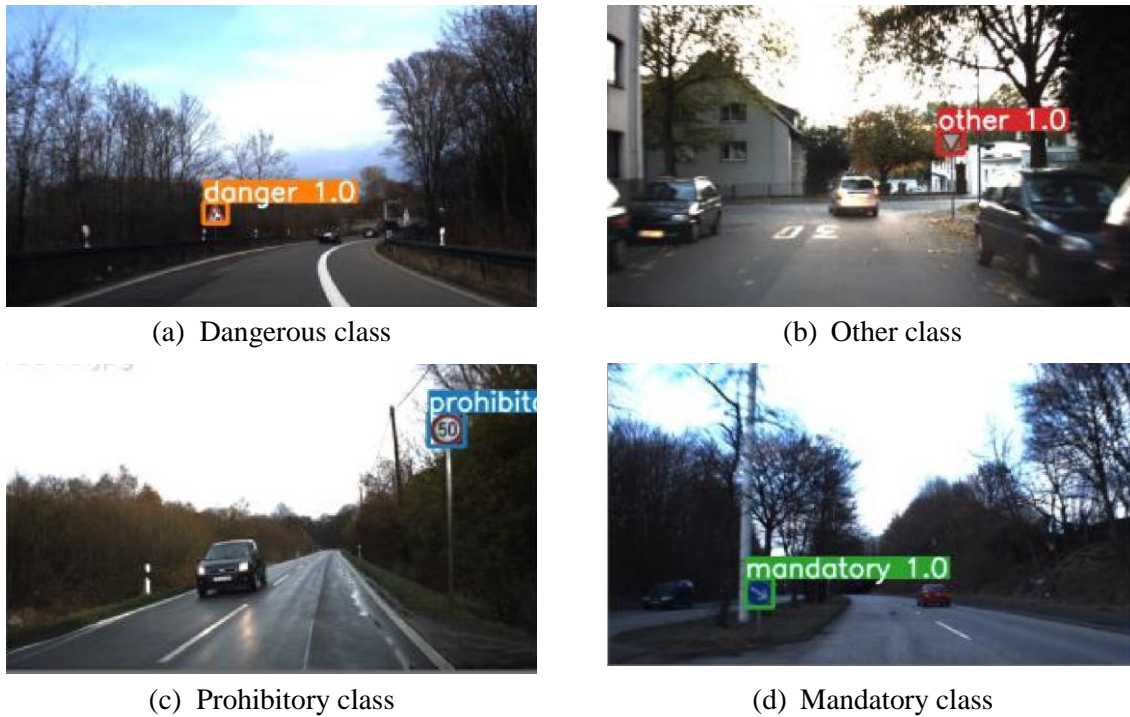 danger 1.0
other 1.0
(a) Dangerous class
(b) Other class
prohibito
50
mandatory 1.0
(c) Prohibitory class
(d) Mandatory class